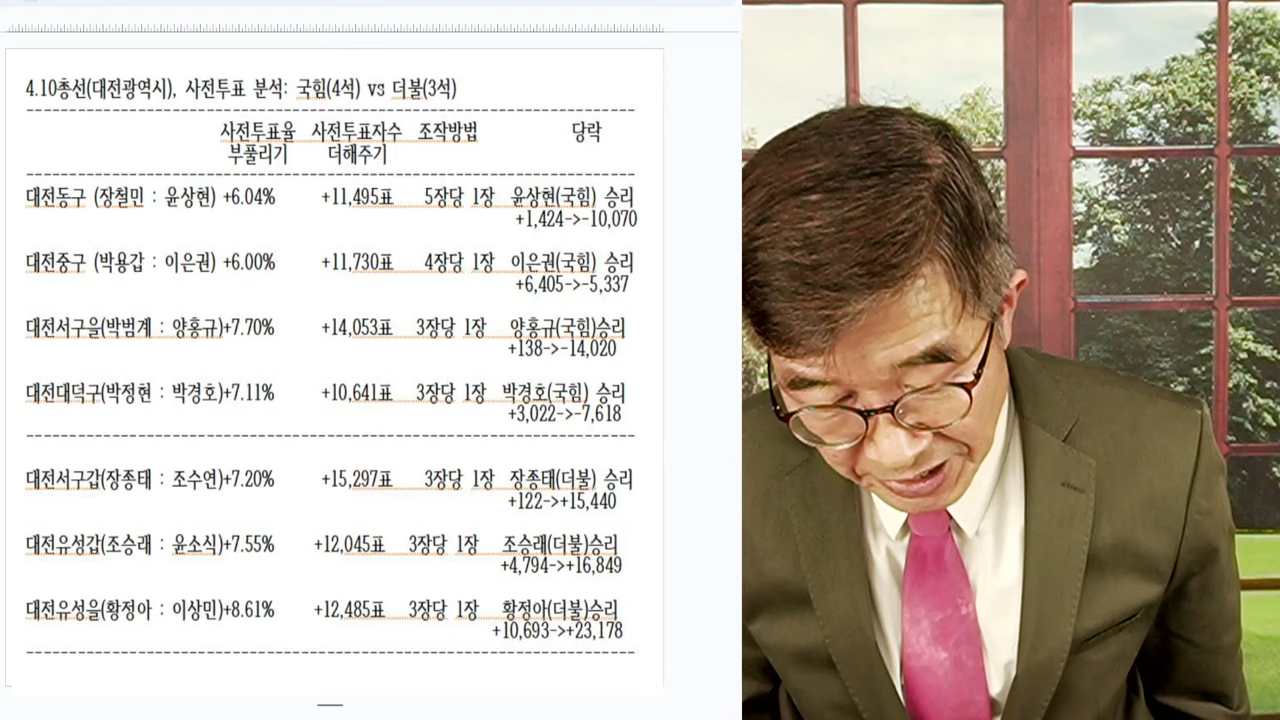 4.10총선(대전광역시), 사전투표 분석: 국힘(4석) vs 더불(3석)
사전투표율 사전투표자수 조작방법 당락
부풀리기 더해주기
대전동구 (장철민 : 윤상현) +6.04% +11,495표 5장당 1장 윤상현(국힘) 승리
+1,424->-10,070
대전중구 (박용갑 : 이은권) +6.00% +11,730표 4장당 1장 이은권(국힘) 승리
+6,405->-5,337
대전서구을(박범계 : 양홍규)+7.70% +14,053표 3장당 1장 양홍규(국힘)승리
+138->-14,020
대전대덕구(박정현 : 박경호)+7.11% +10,641표 3장당 1장 박경호(국힘) 승리
+3,022->-7,618
대전서구갑(장종태 : 조수연)+7.20% +15,297표 3장당 1장 장종태(더불) 승리
+122->+15,440
대전유성갑(조승래 : 윤소식)+7.55% +12,045표 3장당 1장 조승래(더불)승리
+4,794->+16,849
대전유성을(황정아 : 이상민)+8.61% +12,485표 3장당 1장 황정아(더불)승리
+10,693->+23,178